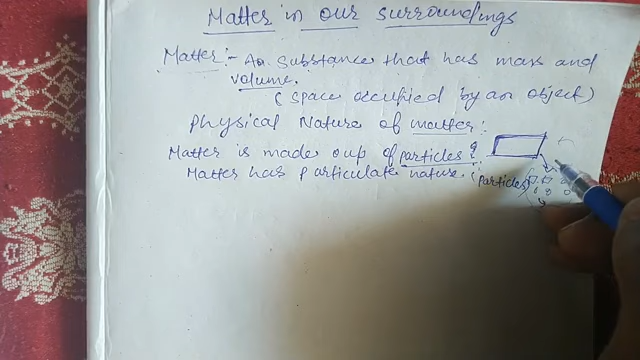 Matter in our surroundings
Matter :- An substance that has mass and
volume.
(space occupied by an object)
Physical Nature of matter :
Matter is made oup of particles
Matter has particulate nature. (particles)